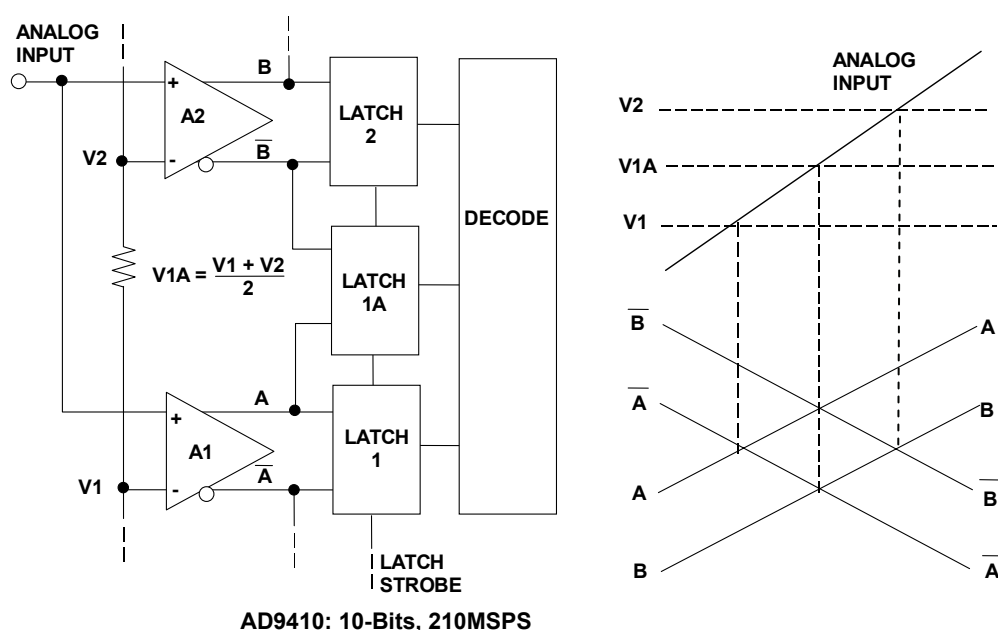 ANALOG
INPUT
+
A2
-
B
B̅
V2
LATCH
2
V1A = V1 + V2
2
LATCH
1A
DECODE
+
A1
-
A
A̅
V1
LATCH
1
LATCH
STROBE
AD9410: 10-Bits, 210MSPS
ANALOG
INPUT
V2
V1A
V1
B̅
A̅
A
B
A
B
B̅
A̅